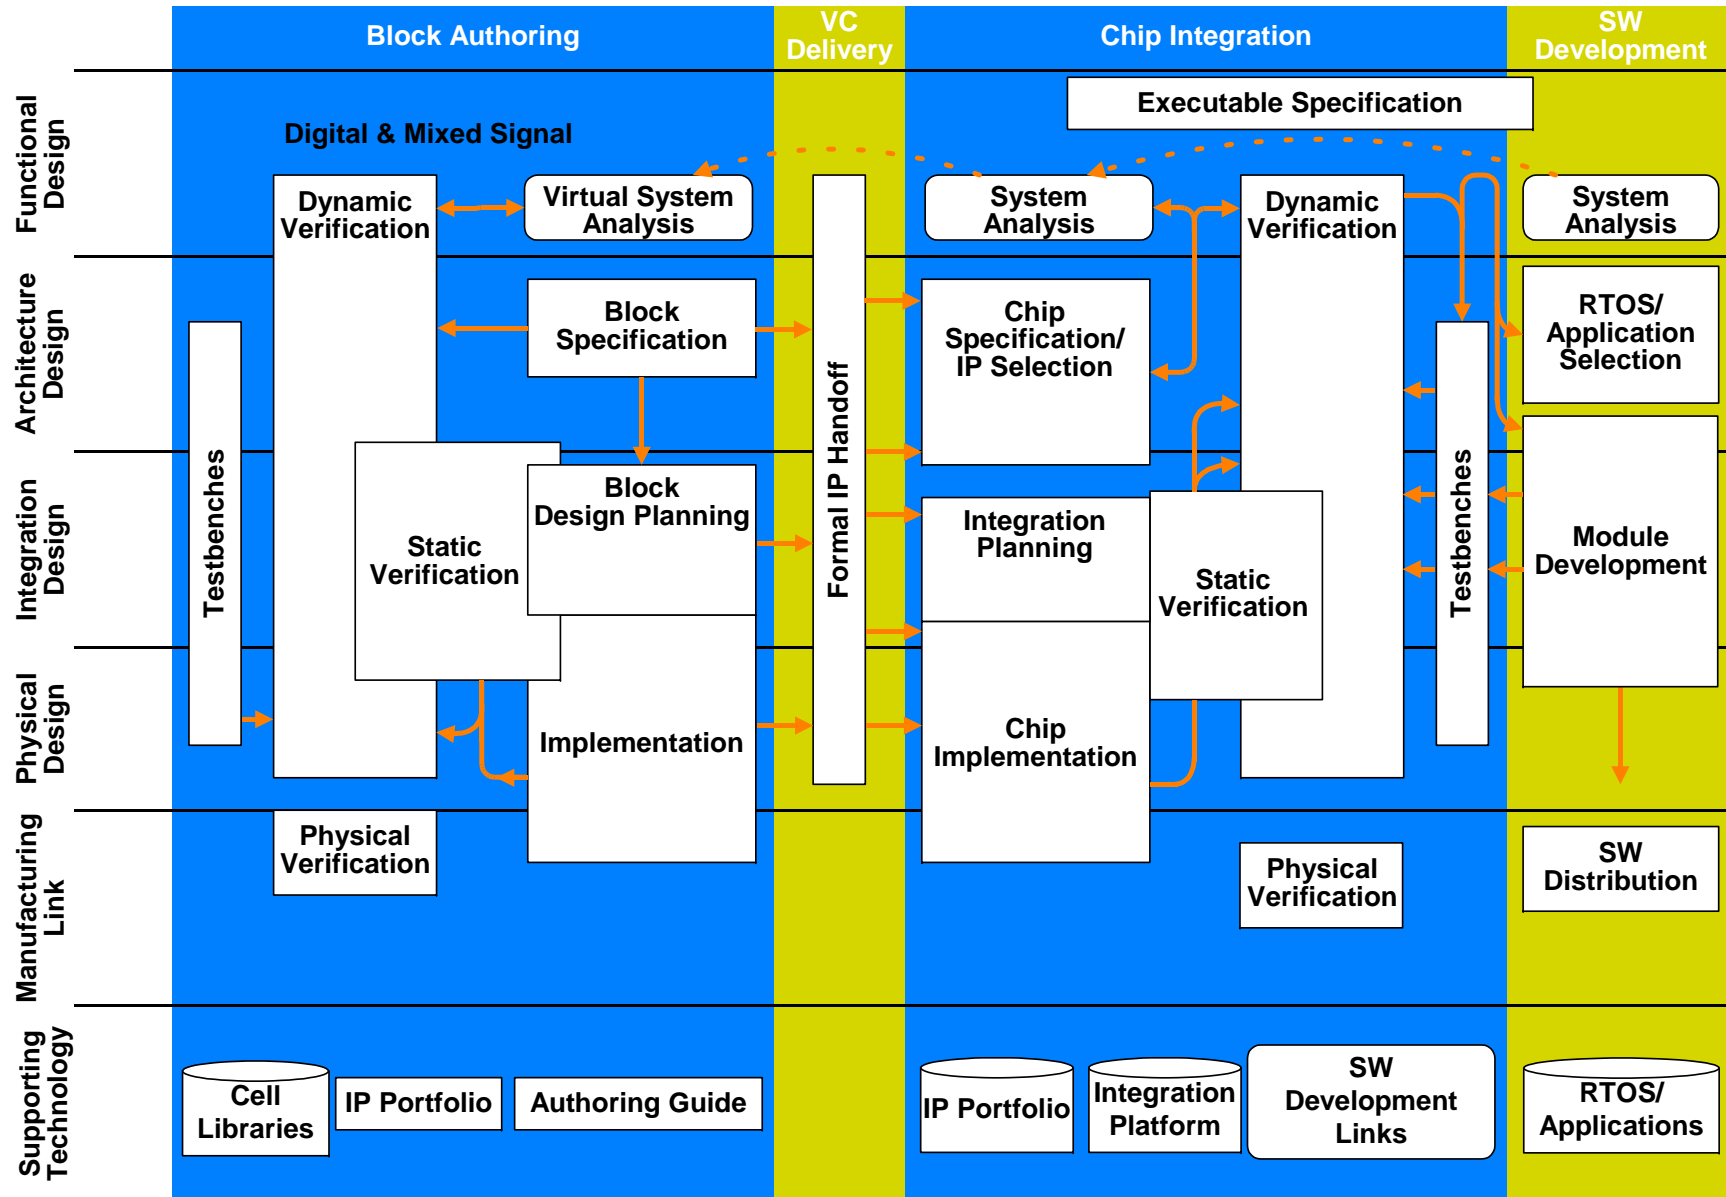 Block Authoring
VC
Delivery
Chip Integration
SW
Development
Functional
Design
Executable Specification
Digital & Mixed Signal
Dynamic
Verification
Virtual System
Analysis
System
Analysis
Dynamic
Verification
System
Analysis
Architecture
Design
Block
Specification
Chip
Specification/
IP Selection
RTOS/
Application
Selection
Testbenches
Formal IP Handoff
Testbenches
Integration
Design
Static
Verification
Block
Design Planning
Integration
Planning
Static
Verification
Module
Development
Physical
Design
Implementation
Chip
Implementation
Manufacturing
Link
Physical
Verification
Physical
Verification
SW
Distribution
Supporting
Technology
Cell
Libraries
IP Portfolio
Authoring Guide
IP Portfolio
Integration
Platform
SW
Development
Links
RTOS/
Applications